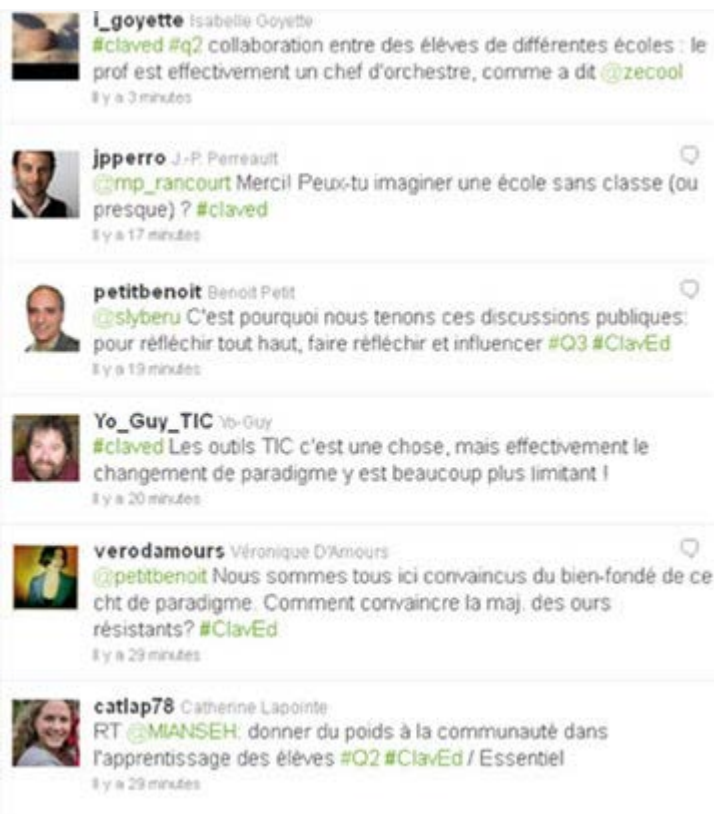 i_goyette Isabelle Goyette
#claved #q2 collaboration entre des élèves de différentes écoles : le
prof est effectivement un chef d'orchestre, comme a dit @zecool
Il y a 3 minutes
jpperro J.-P. Perreault
@mp_rancourt Merci! Peux-tu imaginer une école sans classe (ou
presque) ? #claved
Il y a 17 minutes
petitbenoit Benoit Petit
@slyberu C'est pourquoi nous tenons ces discussions publiques:
pour réfléchir tout haut, faire réfléchir et influencer #Q3 #ClavEd
Il y a 19 minutes
Yo_Guy_TIC Yo-Guy
#claved Les outils TIC c'est une chose, mais effectivement le
changement de paradigme y est beaucoup plus limitant !
Il y a 20 minutes
verodamours Véronique D'Amours
@petitbenoit Nous sommes tous ici convaincus du bien-fondé de ce
cht de paradigme. Comment convaincre la maj. des ours
résistants? #ClavEd
Il y a 29 minutes
catlap78 Catherine Lapointe
RT @MIANSEH: donner du poids à la communauté dans
l'apprentissage des élèves #Q2 #ClavEd / Essentiel
Il y a 29 minutes